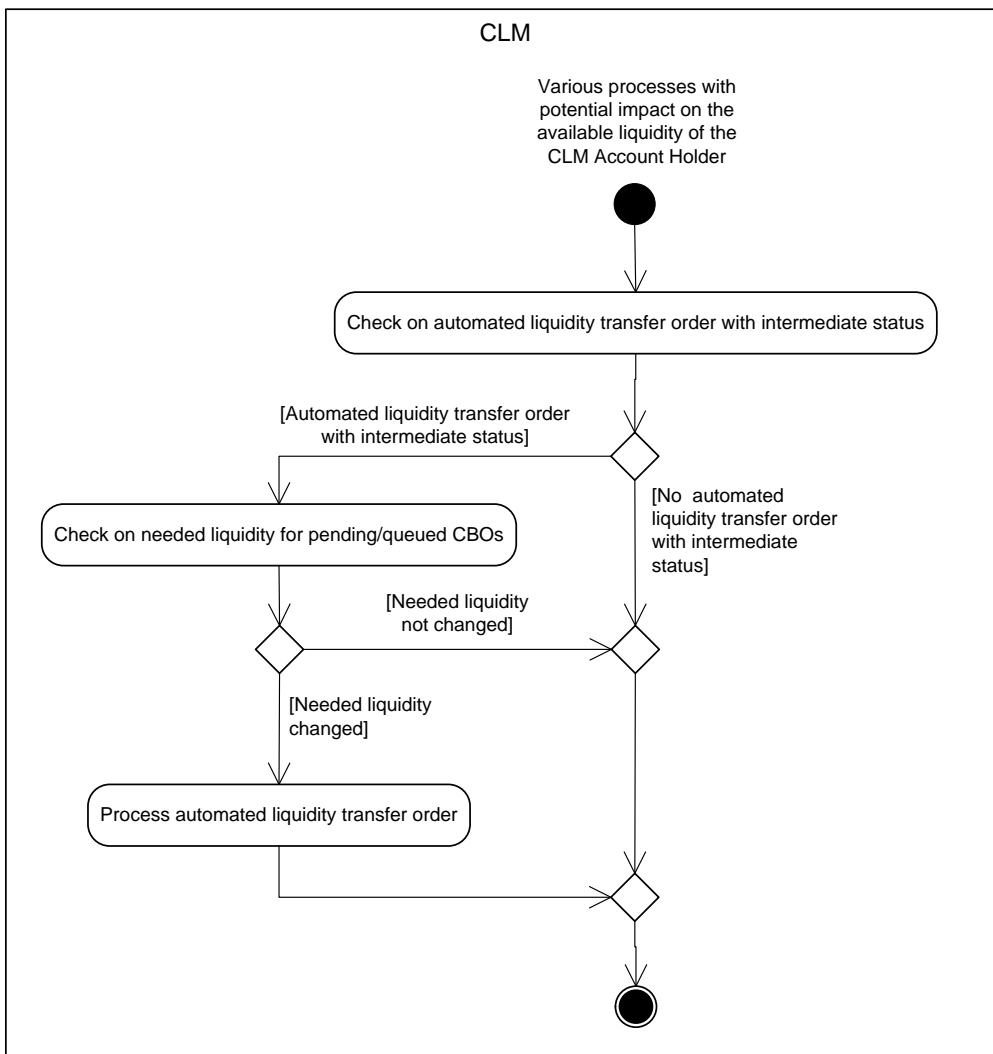 CLM
Various processes with
potential impact on the
available liquidity of the
CLM Account Holder
Check on automated liquidity transfer order with intermediate status
[Automated liquidity transfer order
with intermediate status]
[No  automated
liquidity transfer order
with intermediate
status]
Check on needed liquidity for pending/queued CBOs
[Needed liquidity
not changed]
[Needed liquidity
changed]
Process automated liquidity transfer order